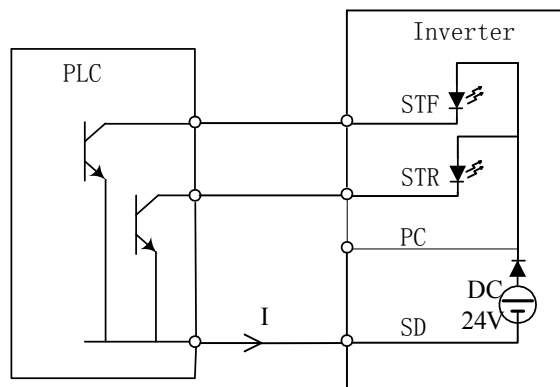 Inverter
PLC
STF
STR
PC
DC
24V
I
SD